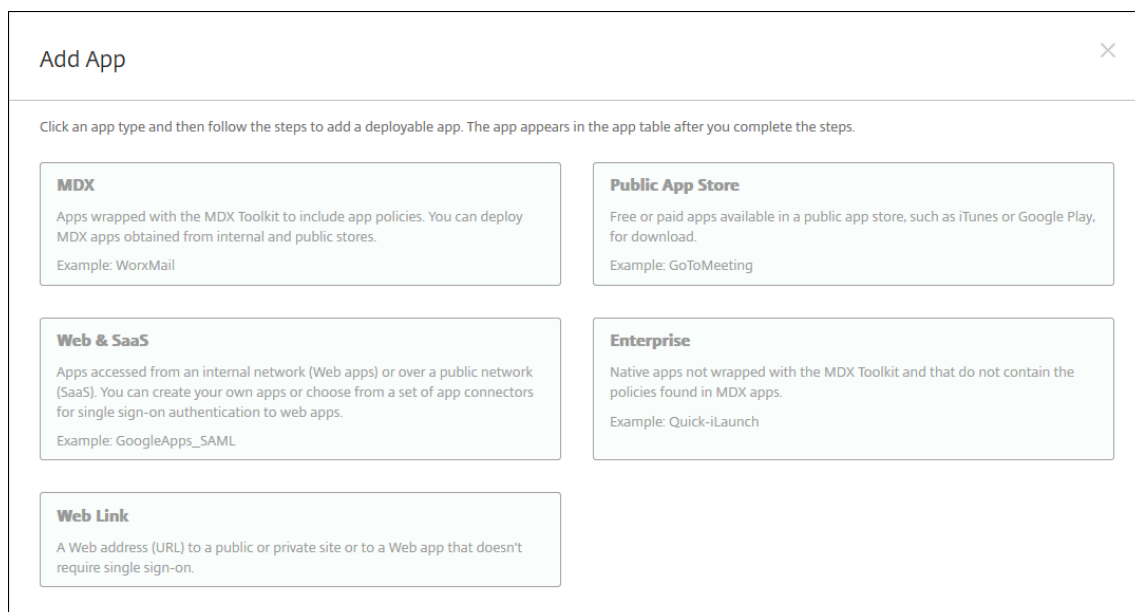 Add App
Click an app type and then follow the steps to add a deployable app. The app appears in the app table after you complete the steps.
MDX
Apps wrapped with the MDX Toolkit to include app policies. You can deploy
MDX apps obtained from internal and public stores.
Example: WorxMail
Public App Store
Free or paid apps available in a public app store, such as iTunes or Google Play,
for download.
Example: GoToMeeting
Web & SaaS
Apps accessed from an internal network (Web apps) or over a public network
(SaaS). You can create your own apps or choose from a set of app connectors
for single sign-on authentication to web apps.
Example: GoogleApps_SAML
Enterprise
Native apps not wrapped with the MDX Toolkit and that do not contain the
policies found in MDX apps.
Example: Quick-iLaunch
Web Link
A Web address (URL) to a public or private site or to a Web app that doesn't
require single sign-on.